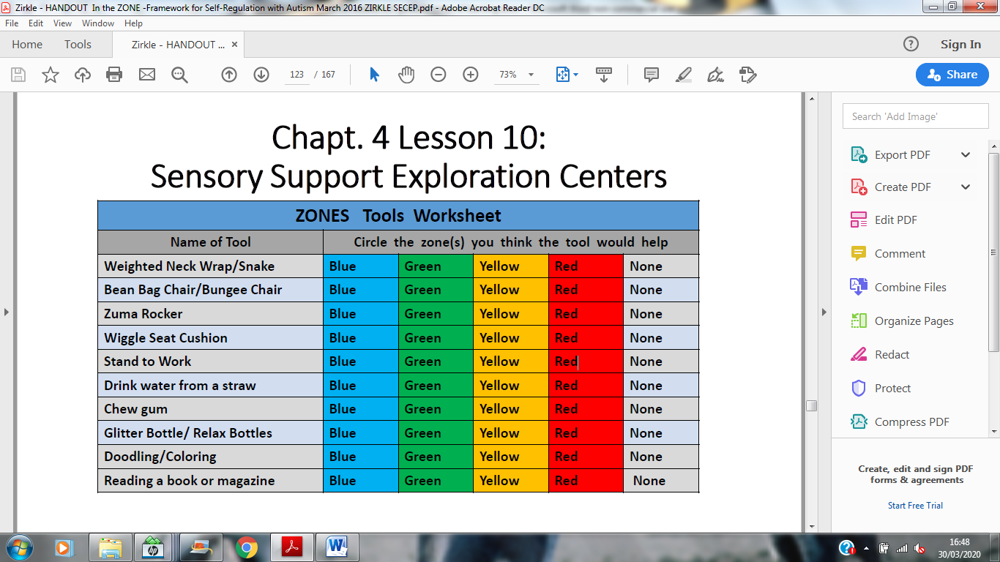 Zirkle - HANDOUT In the ZONE -Framework for Self-Regulation with Autism March 2016 ZIRKLE SECEP.pdf - Adobe Acrobat Reader DC
File Edit View Window Help
Home Tools Zirkle - HANDOUT ... × Sign In
123 / 167 73% Share
Chapt. 4 Lesson 10:
Sensory Support Exploration Centers
ZONES Tools Worksheet
Name of Tool Circle the zone(s) you think the tool would help
Weighted Neck Wrap/Snake Blue Green Yellow Red None
Bean Bag Chair/Bungee Chair Blue Green Yellow Red None
Zuma Rocker Blue Green Yellow Red None
Wiggle Seat Cushion Blue Green Yellow Red None
Stand to Work Blue Green Yellow Red None
Drink water from a straw Blue Green Yellow Red None
Chew gum Blue Green Yellow Red None
Glitter Bottle/ Relax Bottles Blue Green Yellow Red None
Doodling/Coloring Blue Green Yellow Red None
Reading a book or magazine Blue Green Yellow Red None
Search 'Add Image'
Export PDF
Create PDF
Edit PDF
Comment
Combine Files
Organize Pages
Redact
Protect
Compress PDF
Create, edit and sign PDF
forms & agreements
Start Free Trial
16:48
30/03/2020